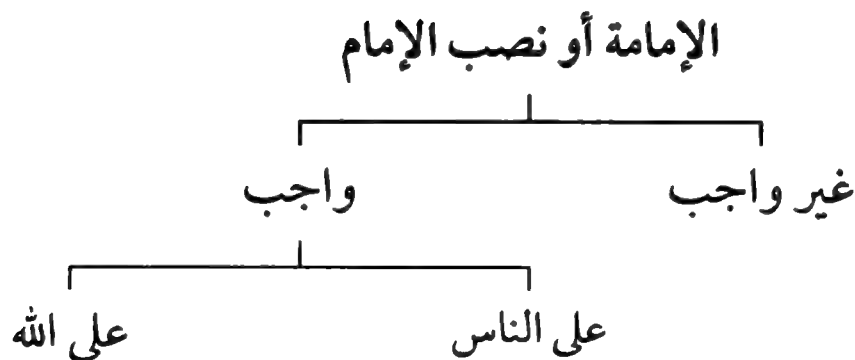 الإمامة أو نصب الإمام
غير واجب واجب
على الناس على الله